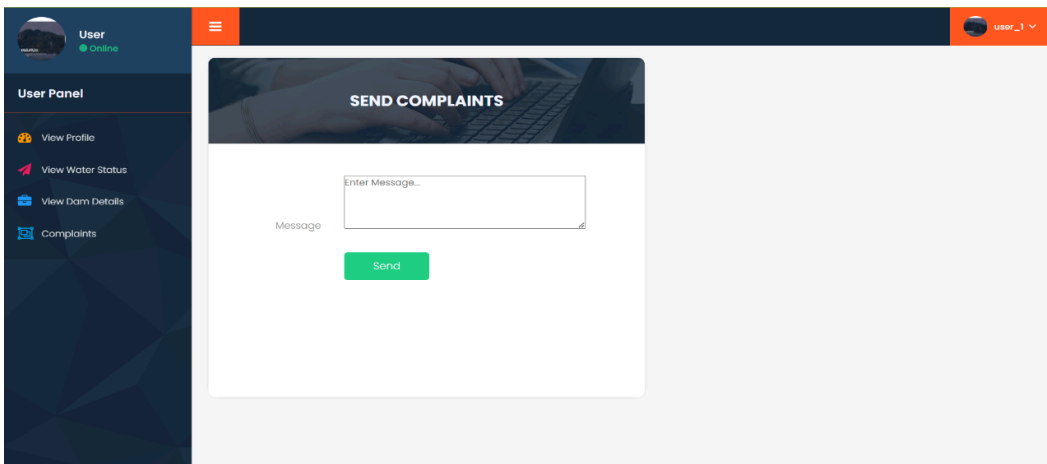 User
Online
User Panel
View Profile
View Water Status
View Dam Details
Complaints
user_1
SEND COMPLAINTS
Message
Enter Message...
Send